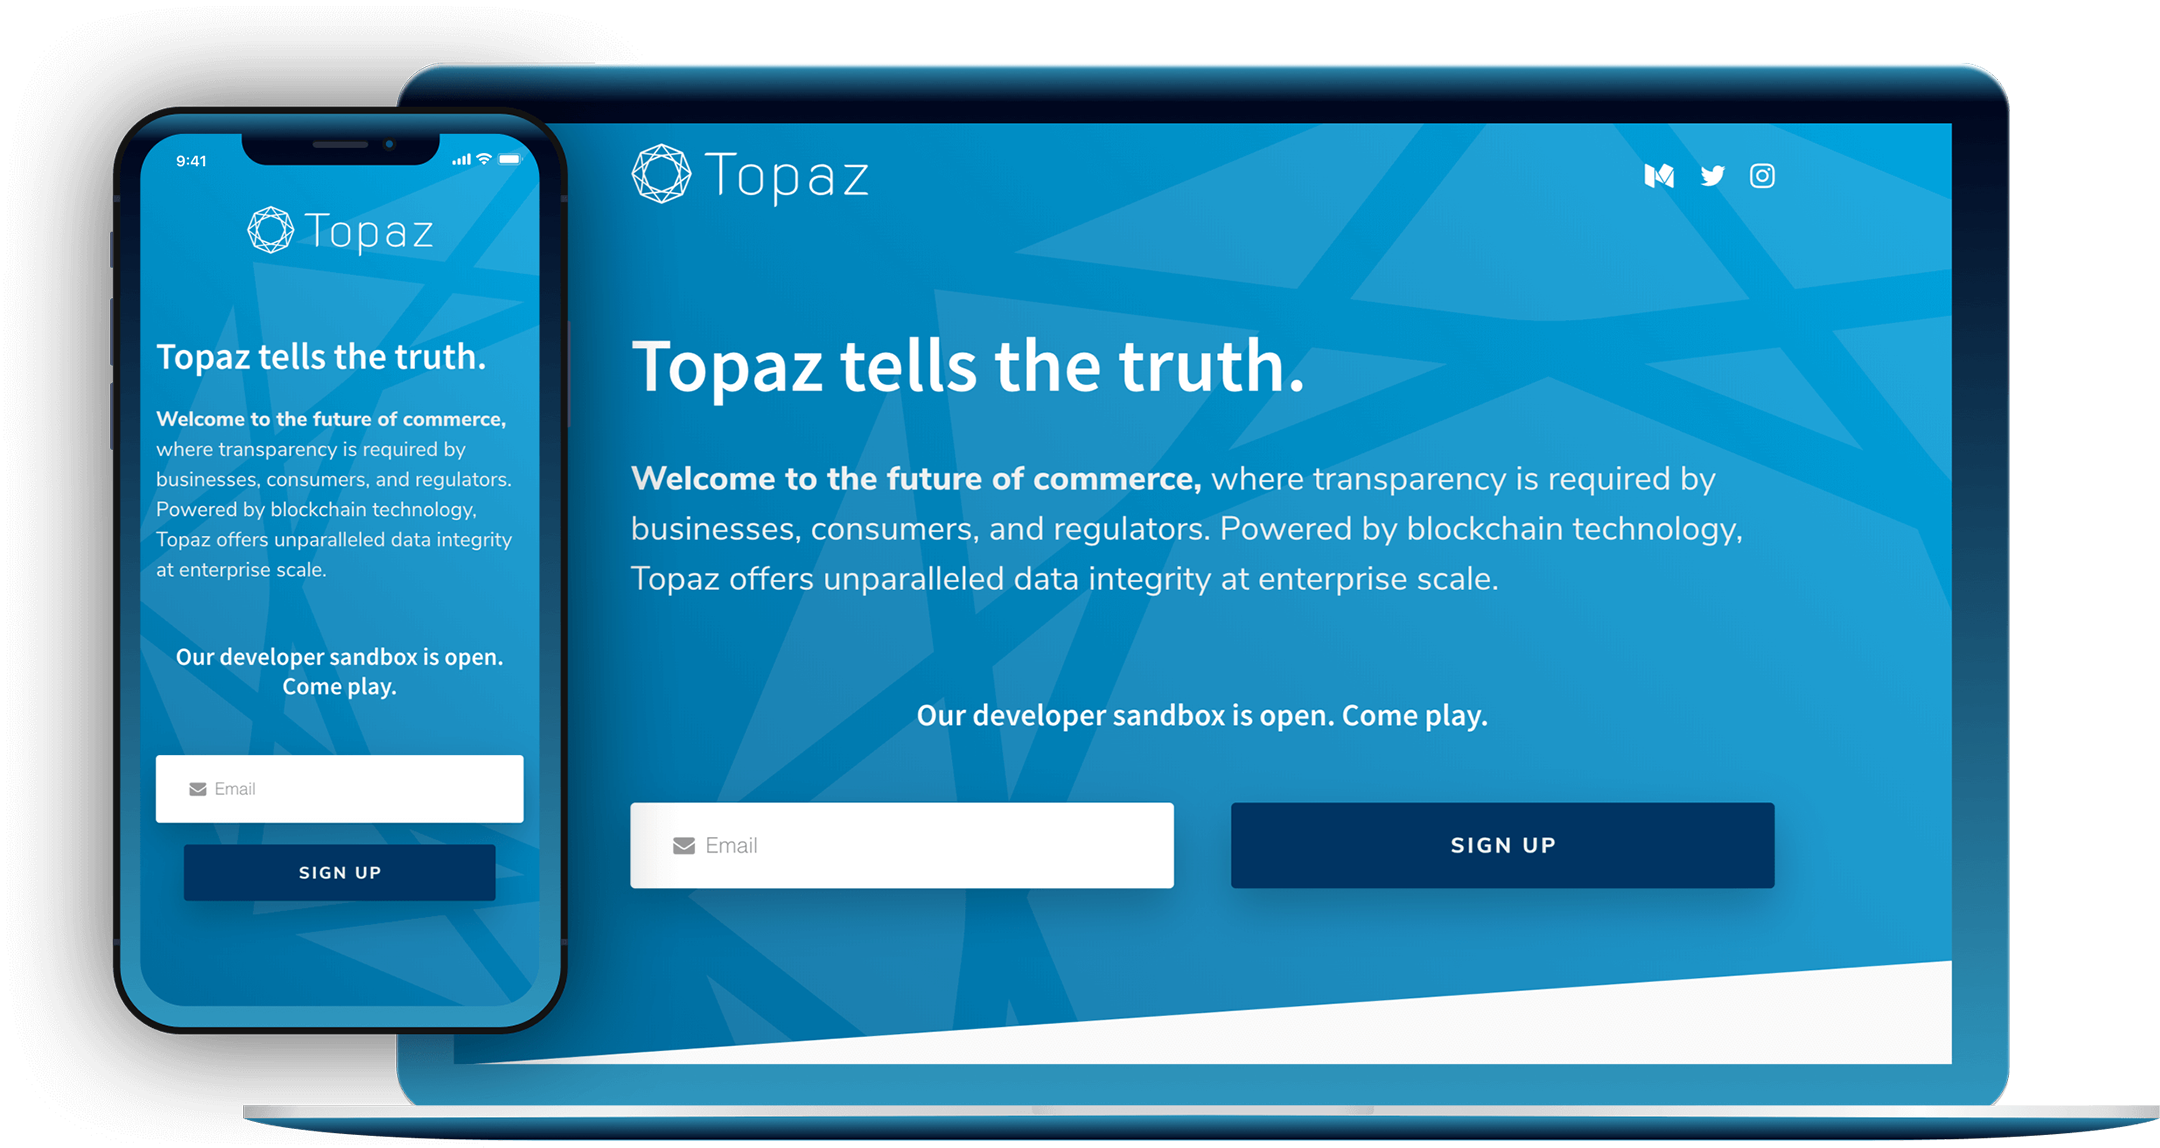 9:41
Topaz
Topaz tells the truth.
Welcome to the future of commerce,
where transparency is required by
businesses, consumers, and regulators.
Powered by blockchain technology,
Topaz offers unparalleled data integrity
at enterprise scale.
Our developer sandbox is open.
Come play.
Email
SIGN UP
Topaz
Topaz tells the truth.
Welcome to the future of commerce, where transparency is required by
businesses, consumers, and regulators. Powered by blockchain technology,
Topaz offers unparalleled data integrity at enterprise scale.
Our developer sandbox is open. Come play.
Email
SIGN UP